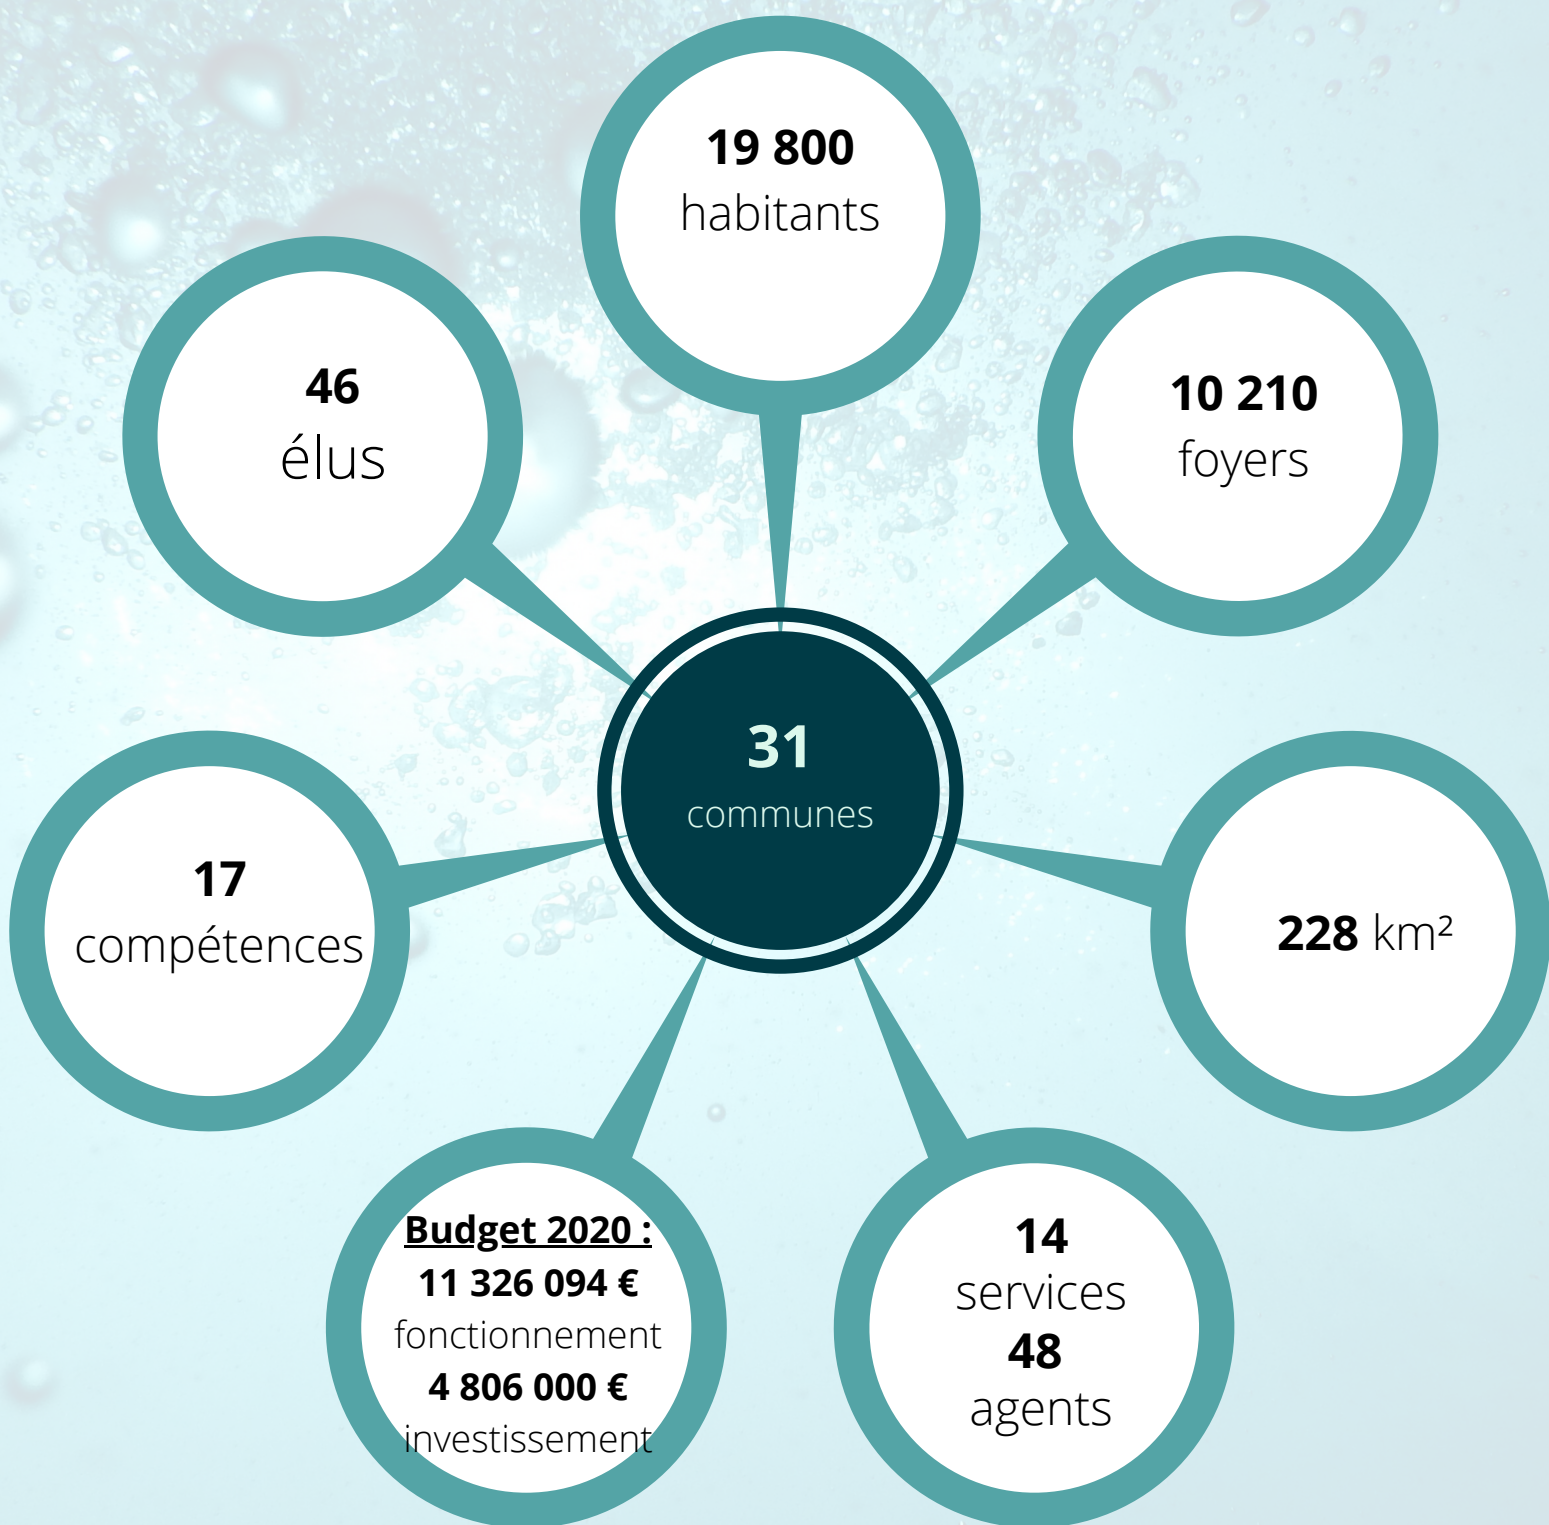 19 800
habitants
46
élus
10 210
foyers
31
communes
17
compétences
228 km²
Budget 2020 :
11 326 094 €
fonctionnement
4 806 000 €
investissement
14
services
48
agents